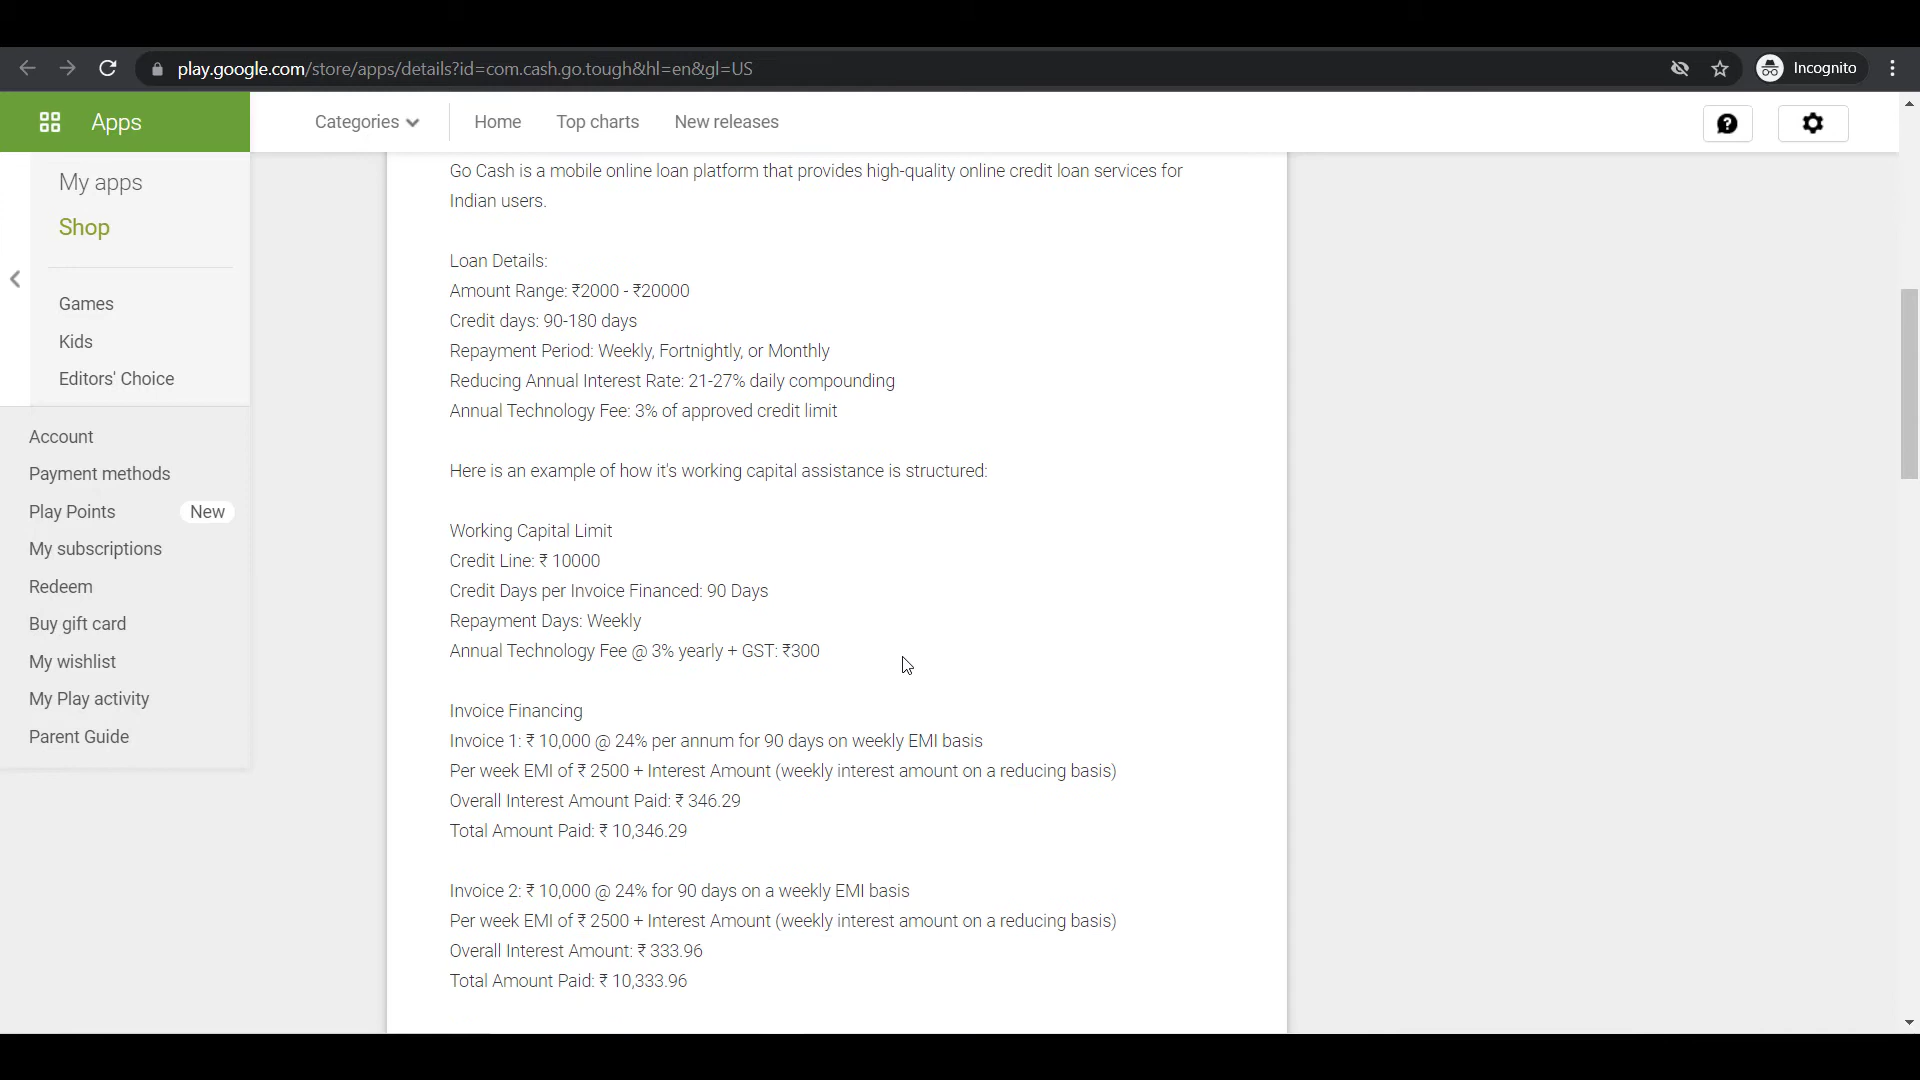 play.google.com/store/apps/details?id=com.cash.go.tough&hl=en&gl=US
Incognito
Apps
Categories
Home
Top charts
New releases
My apps
Shop
Games
Kids
Editors' Choice
Account
Payment methods
Play Points New
My subscriptions
Redeem
Buy gift card
My wishlist
My Play activity
Parent Guide
Go Cash is a mobile online loan platform that provides high-quality online credit loan services for
Indian users.
Loan Details:
Amount Range: ₹2000 - ₹20000
Credit days: 90-180 days
Repayment Period: Weekly, Fortnightly, or Monthly
Reducing Annual Interest Rate: 21-27% daily compounding
Annual Technology Fee: 3% of approved credit limit
Here is an example of how it's working capital assistance is structured:
Working Capital Limit
Credit Line: ₹ 10000
Credit Days per Invoice Financed: 90 Days
Repayment Days: Weekly
Annual Technology Fee @ 3% yearly + GST: ₹300
Invoice Financing
Invoice 1: ₹ 10,000 @ 24% per annum for 90 days on weekly EMI basis
Per week EMI of ₹ 2500 + Interest Amount (weekly interest amount on a reducing basis)
Overall Interest Amount Paid: ₹ 346.29
Total Amount Paid: ₹ 10,346.29
Invoice 2: ₹ 10,000 @ 24% for 90 days on a weekly EMI basis
Per week EMI of ₹ 2500 + Interest Amount (weekly interest amount on a reducing basis)
Overall Interest Amount: ₹ 333.96
Total Amount Paid: ₹ 10,333.96